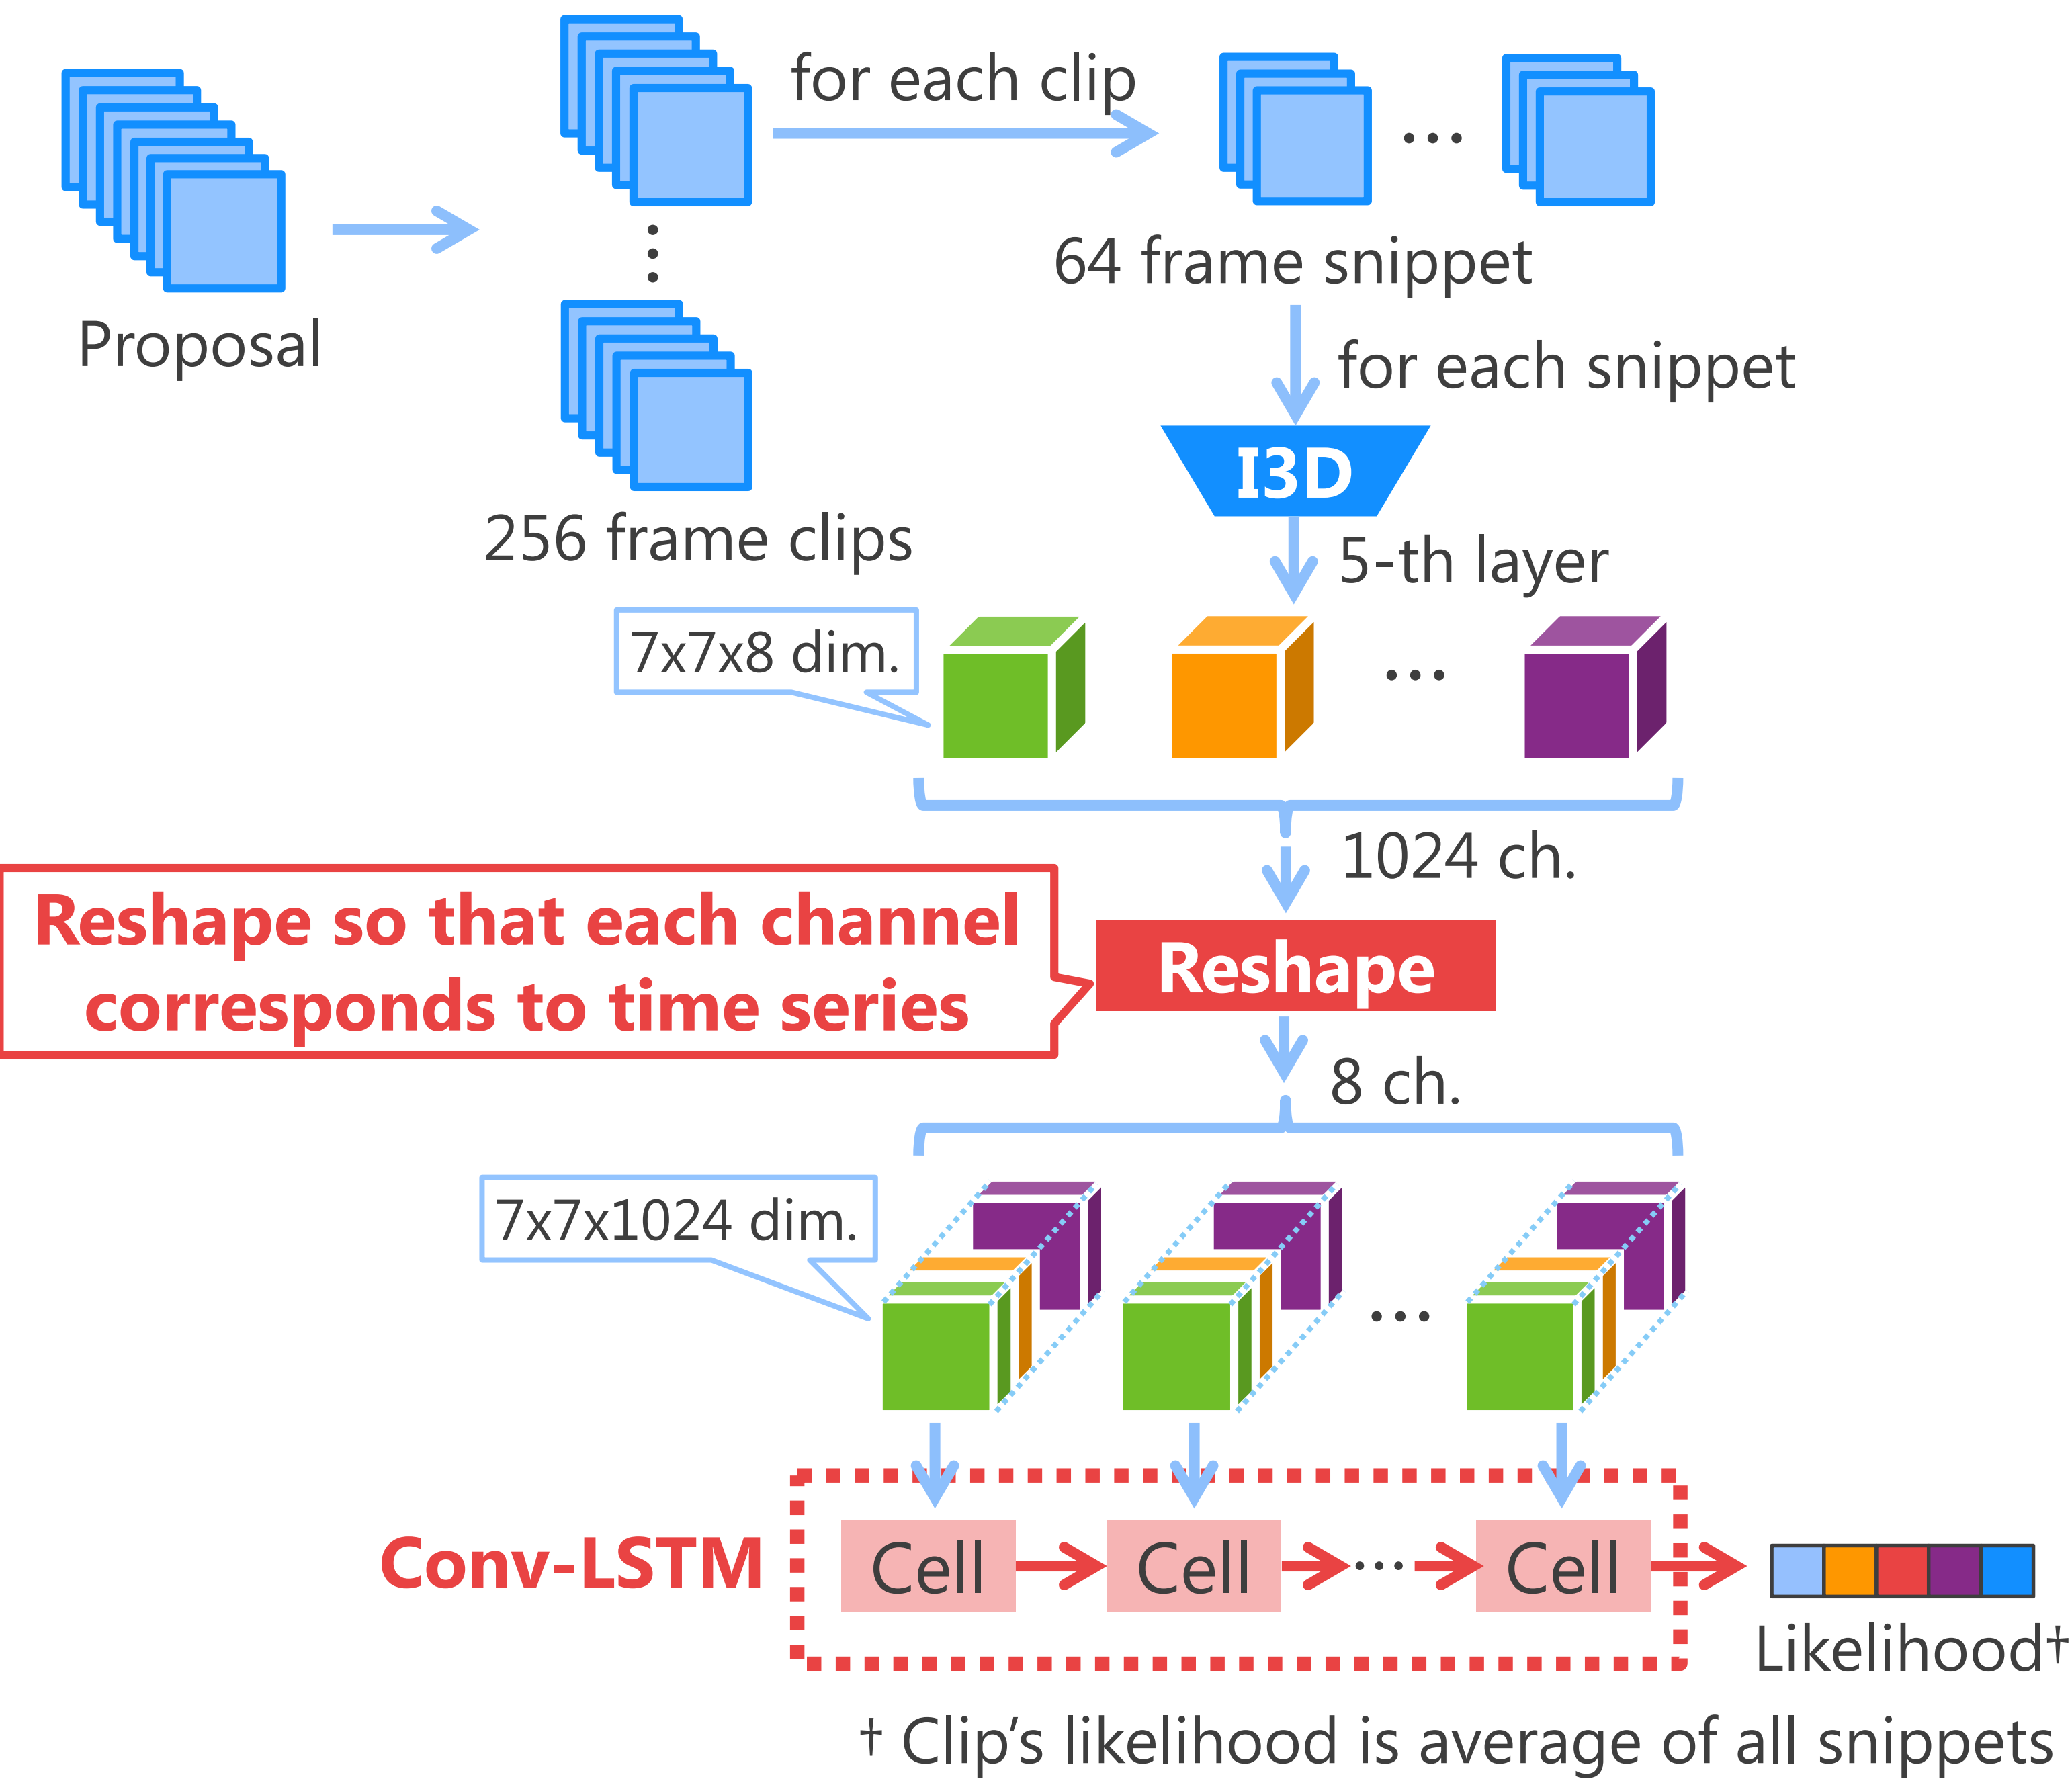 for each clip
Proposal
64 frame snippet
for each snippet
256 frame clips
I3D
5-th layer
7x7x8 dim.
1024 ch.
Reshape so that each channel
corresponds to time series
Reshape
8 ch.
7x7x1024 dim.
Conv-LSTM
Cell
Cell
Cell
Likelihood†
† Clip’s likelihood is average of all snippets